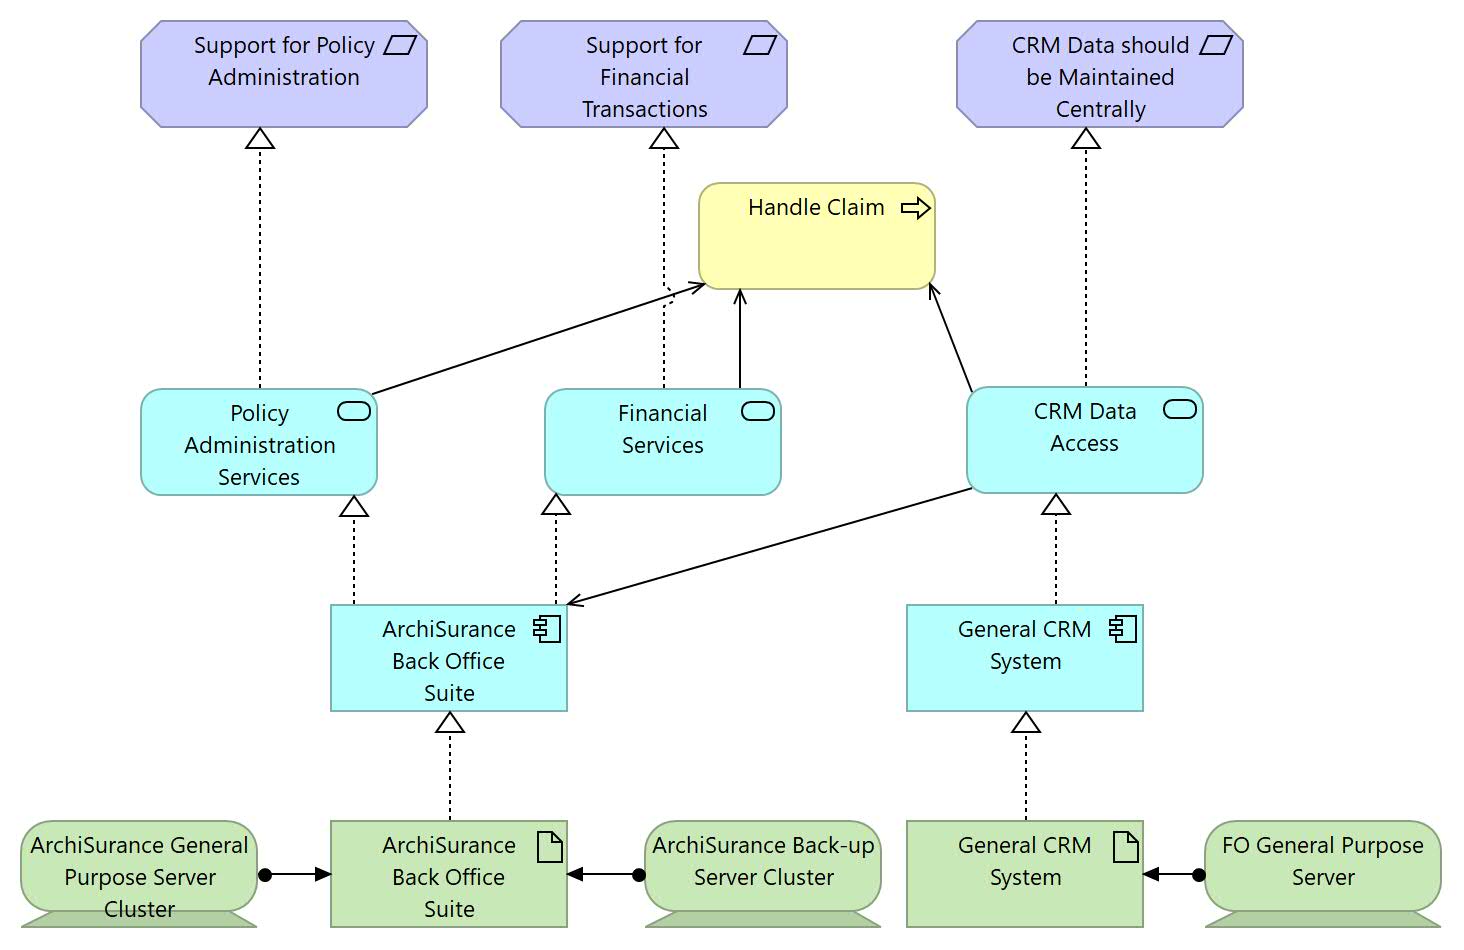 Support for Policy
Administration
Support for
Financial
Transactions
CRM Data should
be Maintained
Centrally
Handle Claim
Policy
Administration
Services
Financial
Services
CRM Data
Access
ArchiSurance
Back Office
Suite
General CRM
System
ArchiSurance General
Purpose Server
Cluster
ArchiSurance
Back Office
Suite
ArchiSurance Back-up
Server Cluster
General CRM
System
FO General Purpose
Server